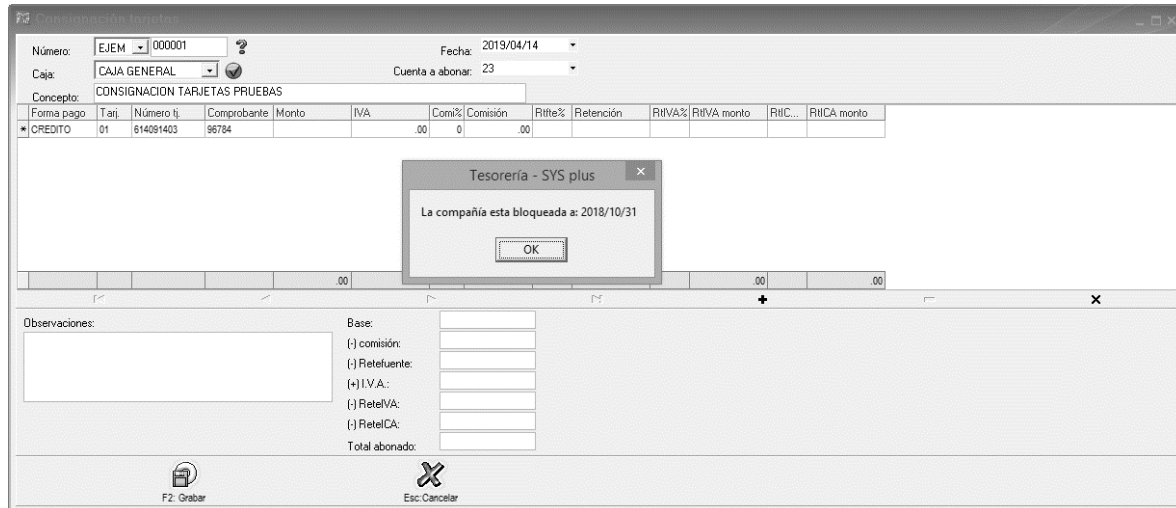 Consignación tarjetas
Número: EJEM 000001 Fecha: 2019/04/14
Caja: CAJA GENERAL Cuenta a abonar: 23
Concepto: CONSIGNACION TARJETAS PRUEBAS
Forma pago Tarj. Número tj. Comprobante Monto IVA Comi% Comisión Rtfte% Retención RtIVA% RtIVA monto RtIC... RtICA monto
* CREDITO 01 614091403 96784 .00 0 .00
Tesorería - SYS plus
La compañía esta bloqueada a: 2018/10/31
OK
.00 .00 .00
Observaciones:
Base:
(-) comisión:
(-) Retefuente:
(+) I.V.A.:
(-) ReteIVA:
(-) ReteICA:
Total abonado:
F2: Grabar Esc:Cancelar